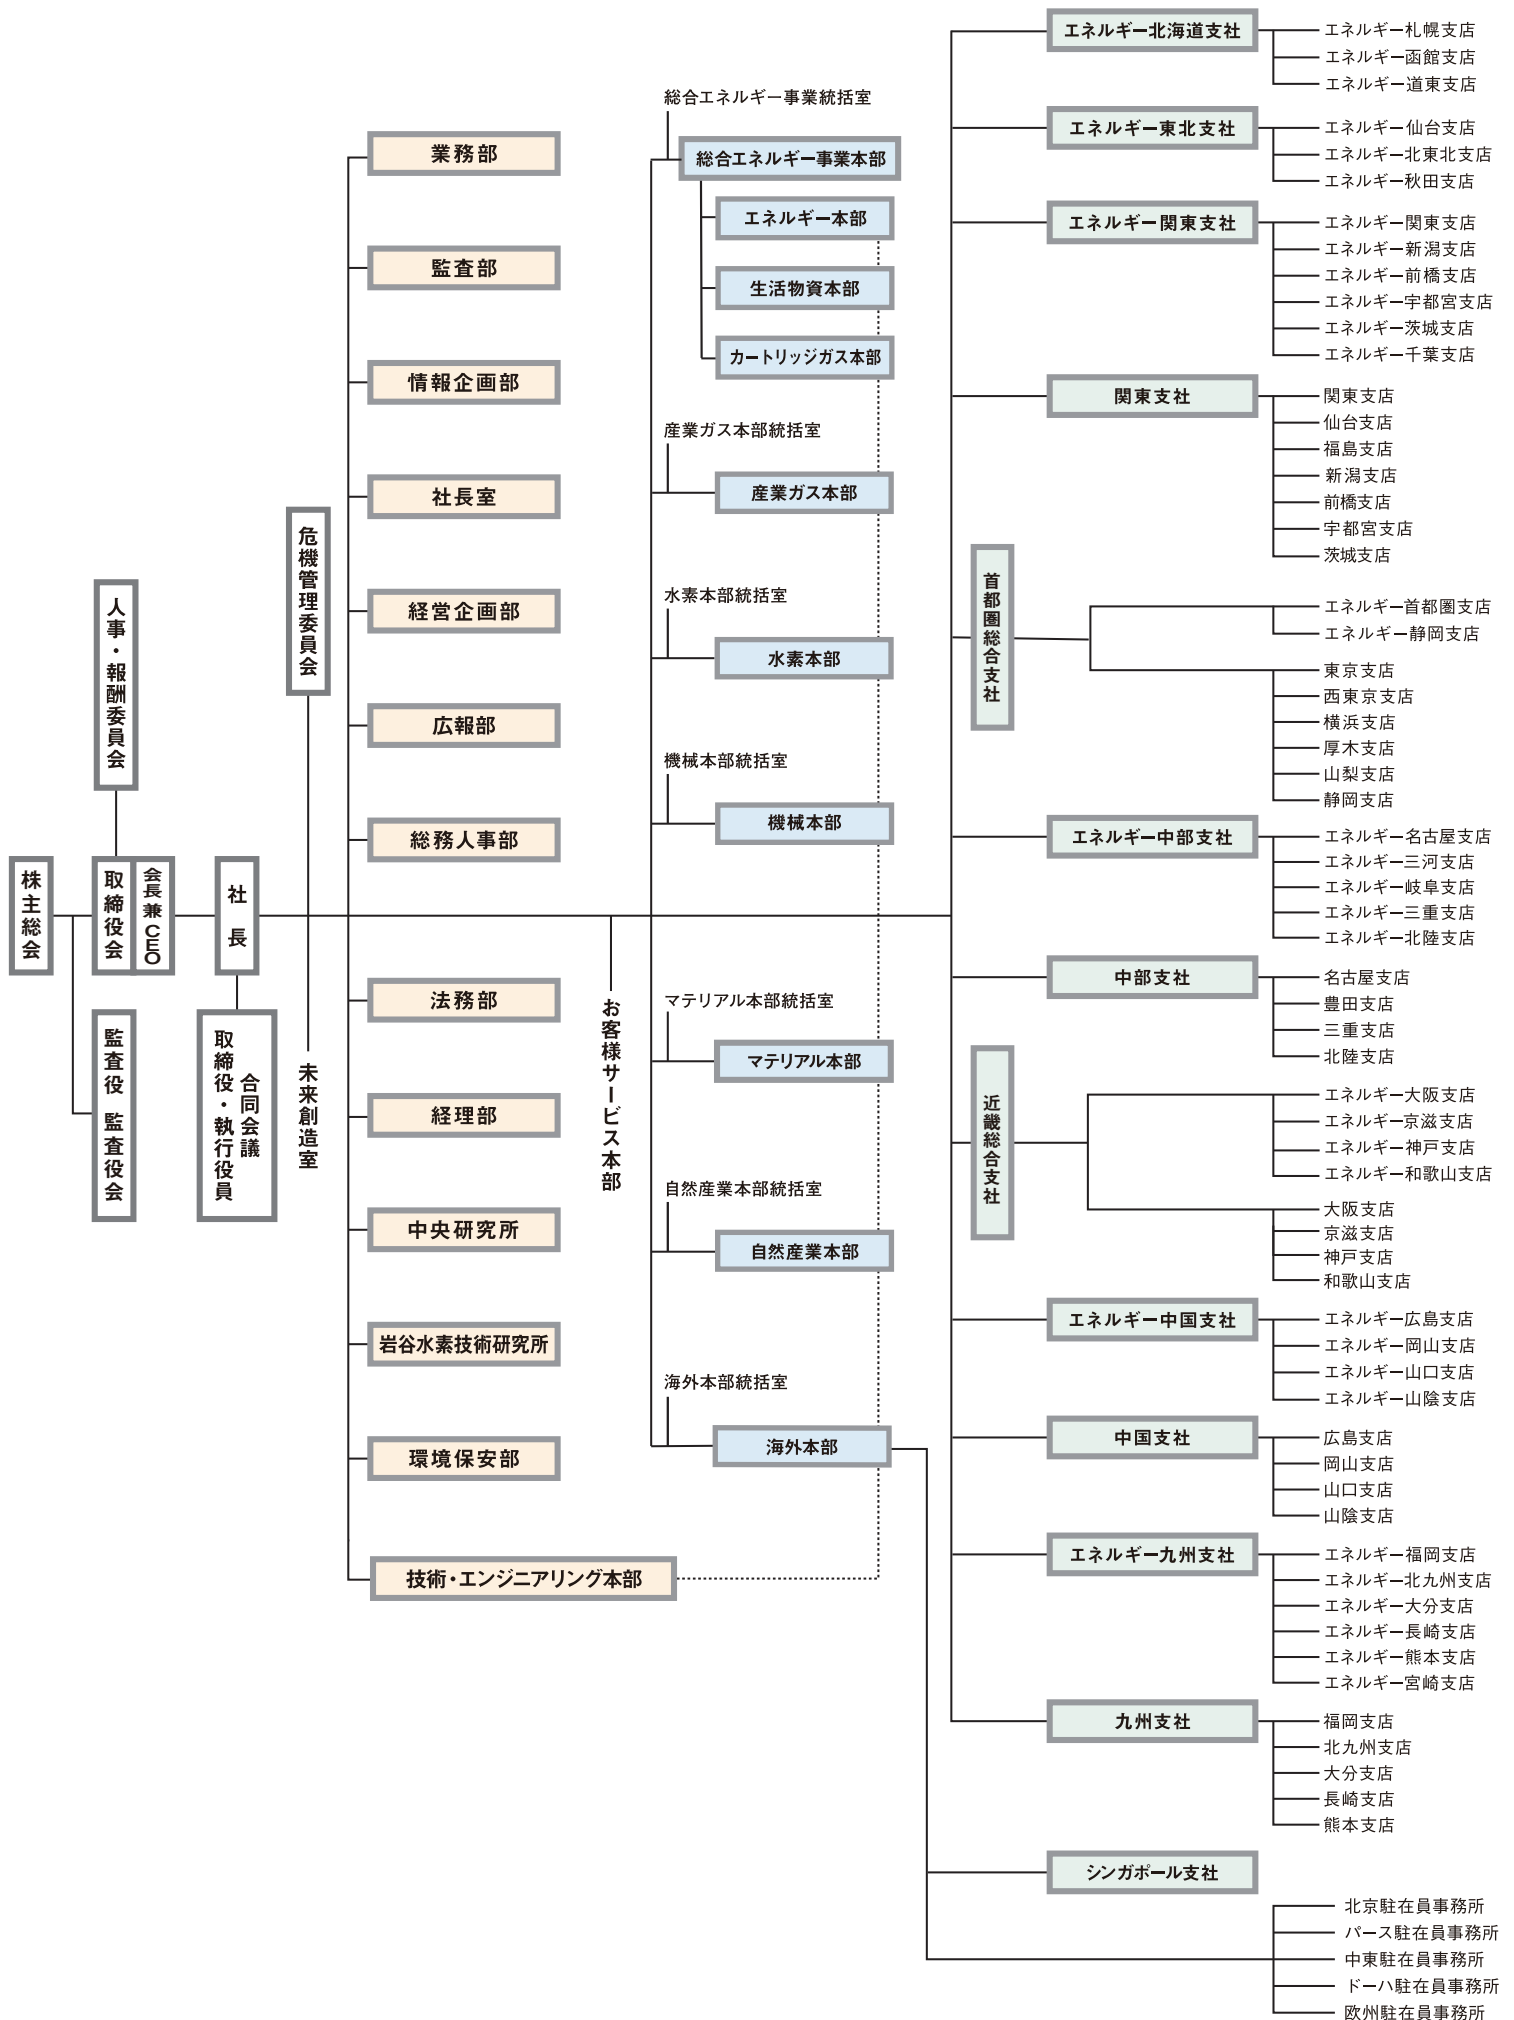 株主総会
取締役会
会長 兼 CEO
人事・報酬委員会
監査役 監査役会
社長
合同会議
取締役・執行役員
危機管理委員会
未来創造室
業務部
監査部
情報企画部
社長室
経営企画部
広報部
総務人事部
法務部
経理部
中央研究所
岩谷水素技術研究所
環境保安部
技術・エンジニアリング本部
お客様サービス本部
総合エネルギー事業統括室
総合エネルギー事業本部
エネルギー本部
生活物資本部
カートリッジガス本部
産業ガス本部統括室
産業ガス本部
水素本部統括室
水素本部
機械本部統括室
機械本部
マテリアル本部統括室
マテリアル本部
自然産業本部統括室
自然産業本部
海外本部統括室
海外本部
エネルギー北海道支社
エネルギー札幌支店
エネルギー函館支店
エネルギー道東支店
エネルギー東北支社
エネルギー仙台支店
エネルギー北東北支店
エネルギー秋田支店
エネルギー関東支社
エネルギー関東支店
エネルギー新潟支店
エネルギー前橋支店
エネルギー宇都宮支店
エネルギー茨城支店
エネルギー千葉支店
関東支社
関東支店
仙台支店
福島支店
新潟支店
前橋支店
宇都宮支店
茨城支店
首都圏総合支社
エネルギー首都圏支店
エネルギー静岡支店
東京支店
西東京支店
横浜支店
厚木支店
山梨支店
静岡支店
エネルギー中部支社
エネルギー名古屋支店
エネルギー三河支店
エネルギー岐阜支店
エネルギー三重支店
エネルギー北陸支店
中部支社
名古屋支店
豊田支店
三重支店
北陸支店
近畿総合支社
エネルギー大阪支店
エネルギー京滋支店
エネルギー神戸支店
エネルギー和歌山支店
大阪支店
京滋支店
神戸支店
和歌山支店
エネルギー中国支社
エネルギー広島支店
エネルギー岡山支店
エネルギー山口支店
エネルギー山陰支店
中国支社
広島支店
岡山支店
山口支店
山陰支店
エネルギー九州支社
エネルギー福岡支店
エネルギー北九州支店
エネルギー大分支店
エネルギー長崎支店
エネルギー熊本支店
エネルギー宮崎支店
九州支社
福岡支店
北九州支店
大分支店
長崎支店
熊本支店
シンガポール支社
北京駐在員事務所
パース駐在員事務所
中東駐在員事務所
ドーハ駐在員事務所
欧州駐在員事務所